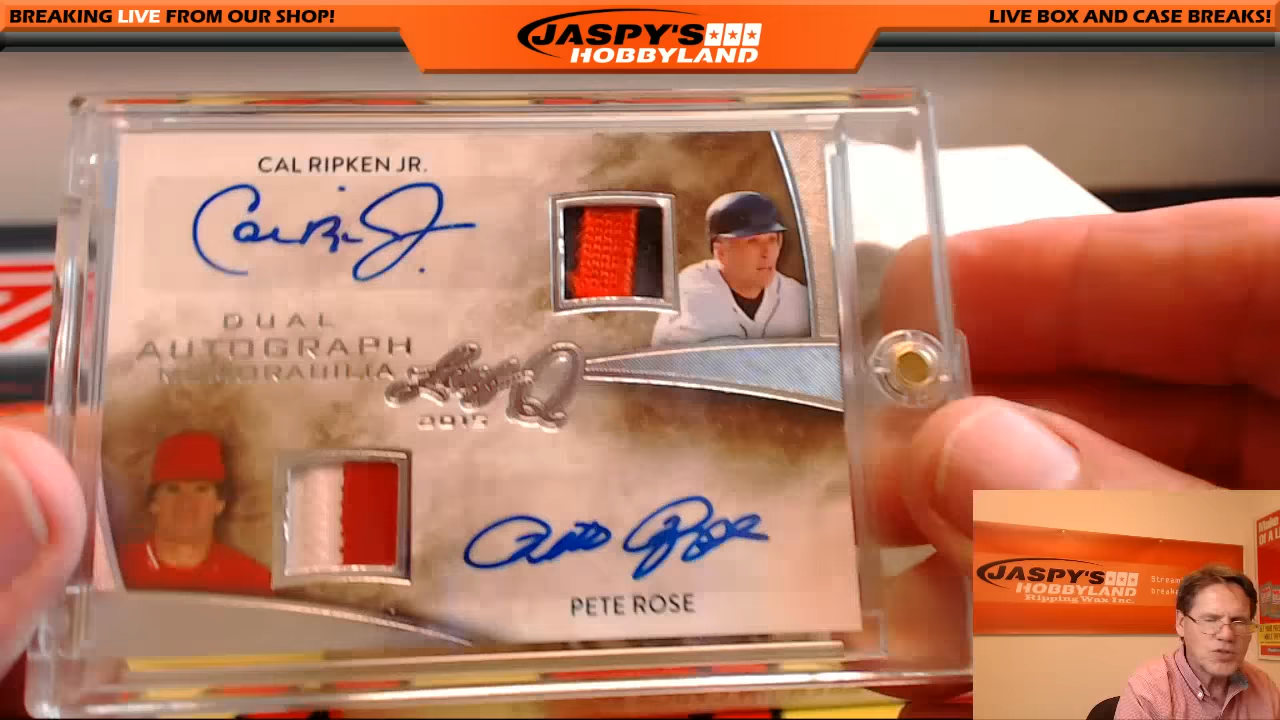 BREAKING LIVE FROM OUR SHOP!
JASPY'S
HOBBYLAND
LIVE BOX AND CASE BREAKS!
CAL RIPKEN JR.
DUAL
AUTOGRAPH
MEMORABILIA
2013
PETE ROSE
JASPY'S
HOBBYLAND
Ripping Wax Inc.